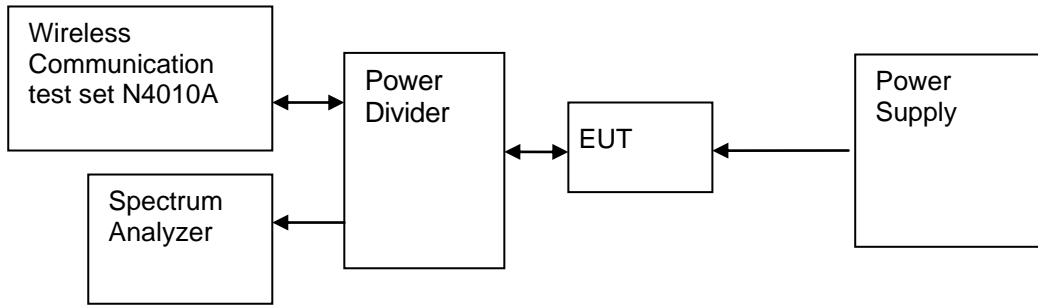 Wireless
Communication
test set N4010A
Power
Divider
EUT
Power
Supply
Spectrum
Analyzer